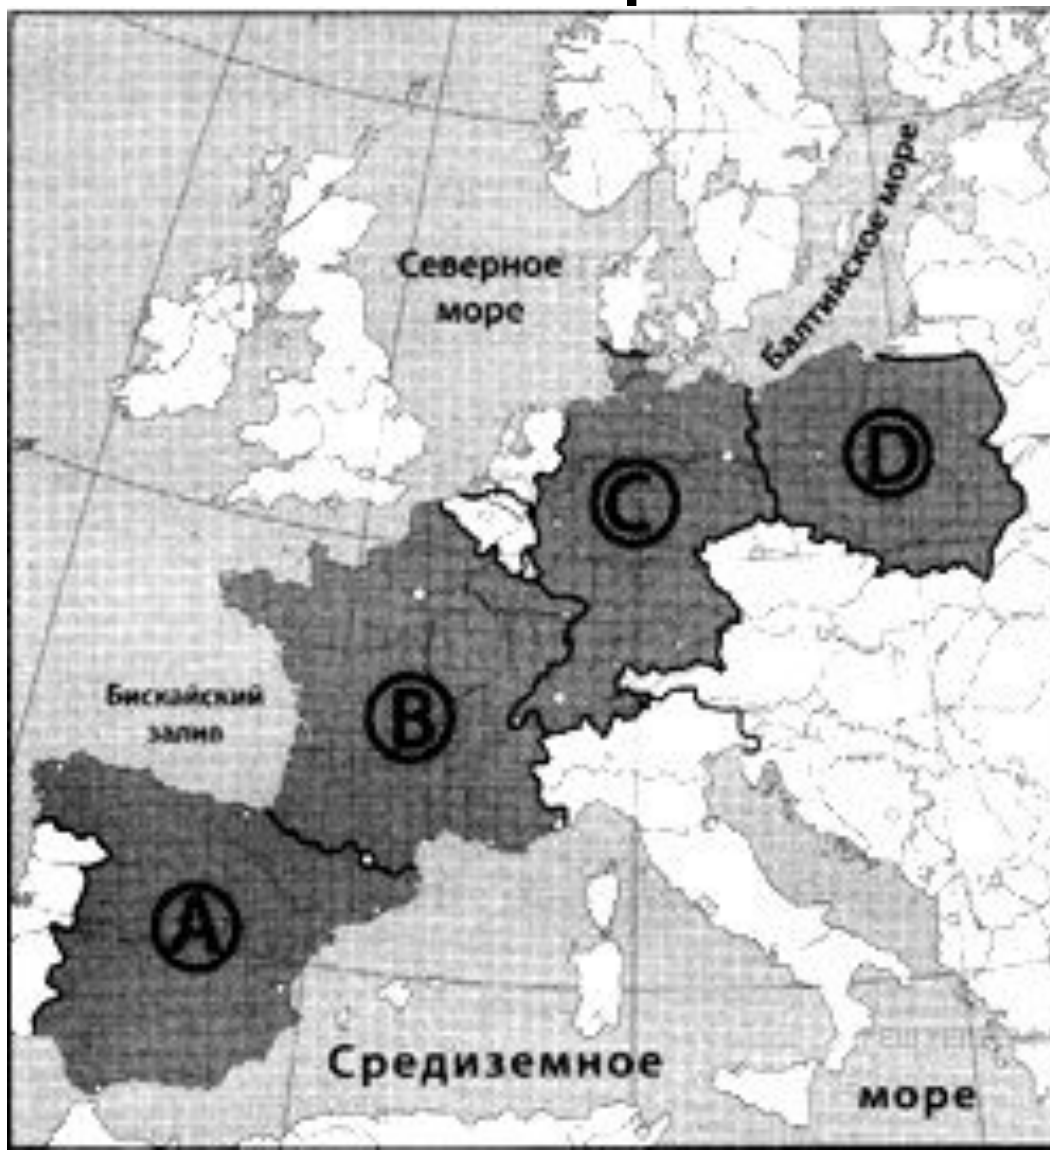 Северное
море
Балтийское море
D
C
Бискайский
залив
B
A
Средиземное
море